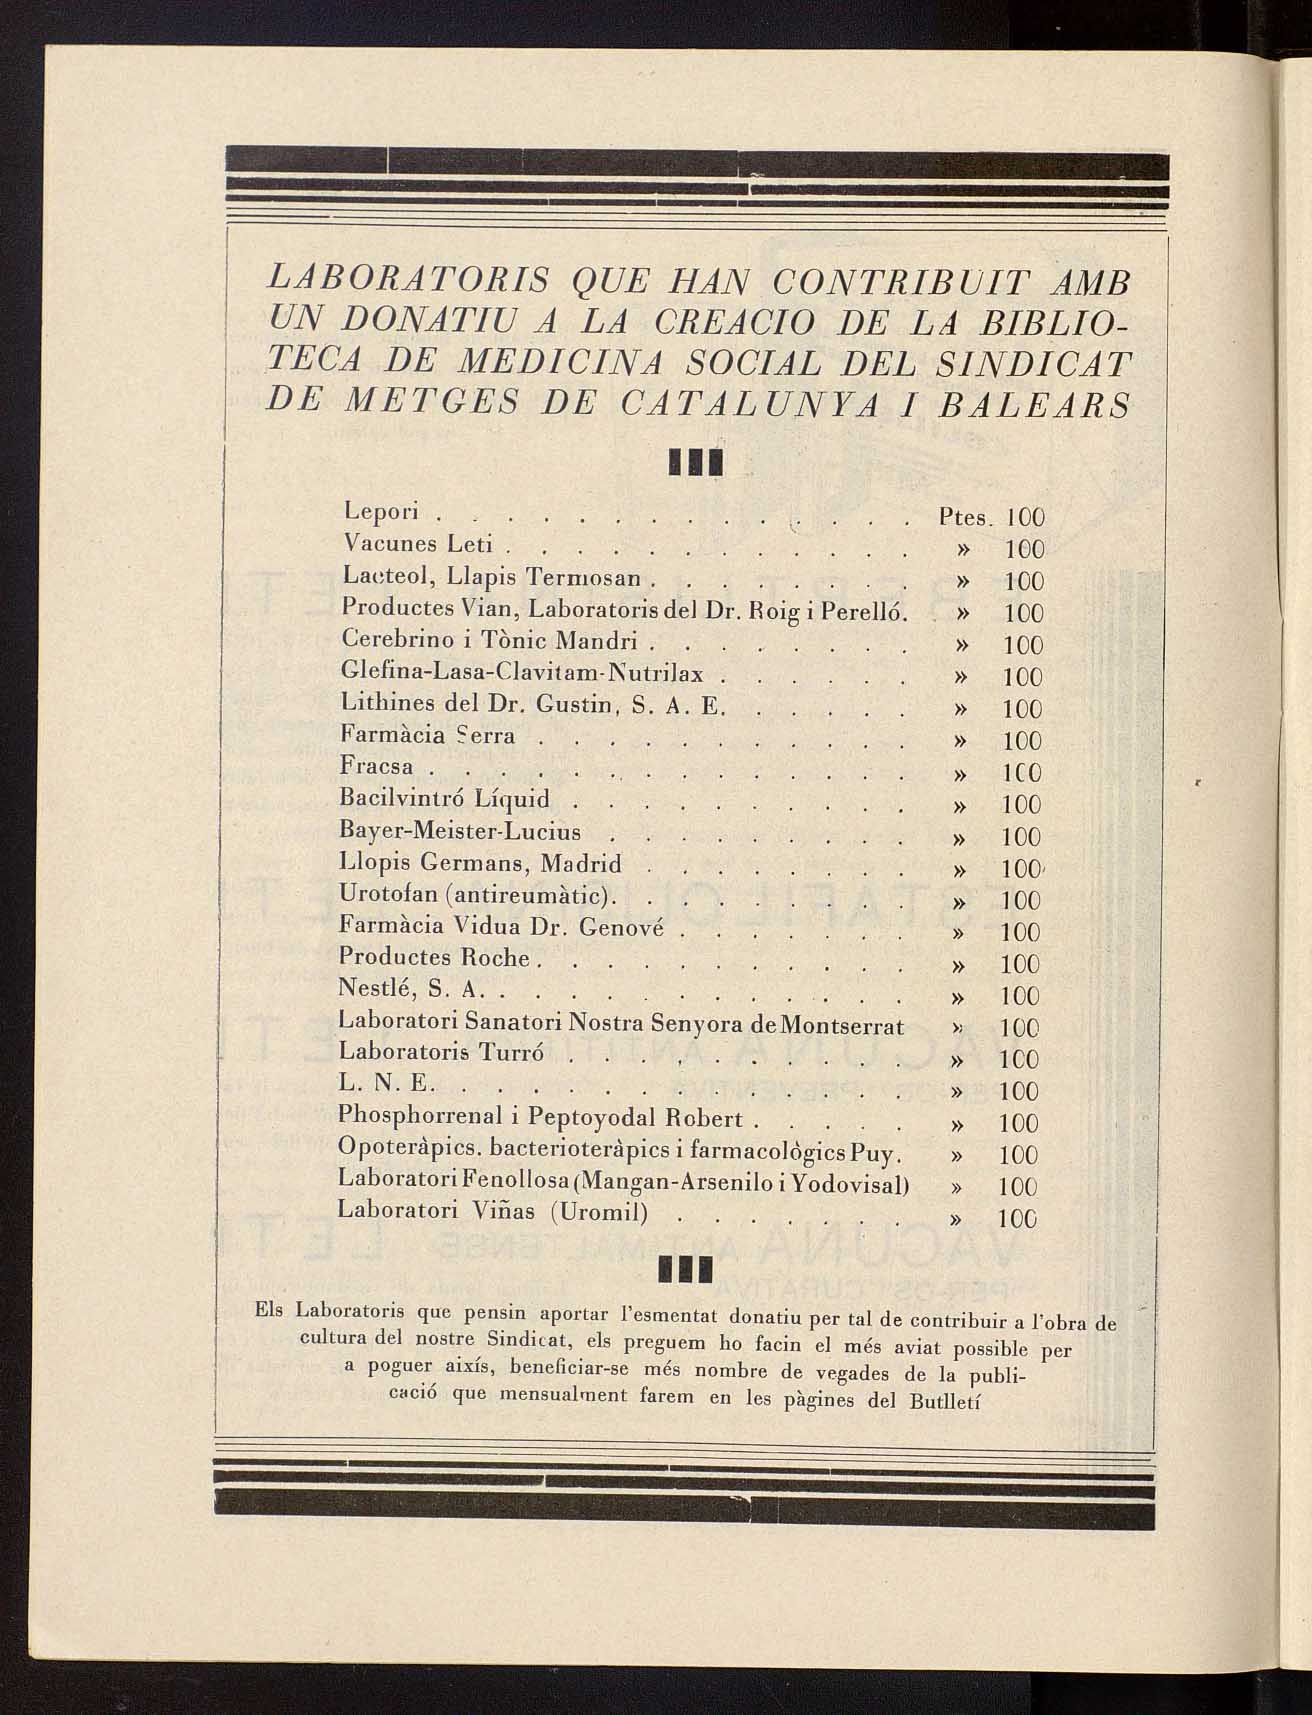 LABORATORIS QUE HAN CONTRIBUIT AMB
UN DONATIU A LA CREACIO DE LA BIBLIO-
TECA DE MEDICINA SOCIAL DEL SINDICAT
DE METGES DE CATALUNYA I BALEARS
Lepori . . . . . . . . . . . . . . Ptes. 100
Vacunes Leti . . . . . . . . . . . . » 100
Lacteol, Llapis Termosan . . . . . . . . » 100
Productes Vian, Laboratoris del Dr. Roig i Perelló. . » 100
Cerebrino i Tònic Mandri . . . . . . . . » 100
Glefina-Lasa-Clavitam-Nutrilax . . . . . . » 100
Lithines del Dr. Gustin, S. A. E. . . . . . » 100
Farmàcia Serra . . . . . . . . . . . » 100
Fracsa . . . . . . . . . . . . . . » 100
Bacilvintró Líquid . . . . . . . . . . » 100
Bayer-Meister-Lucius . . . . . . . . . » 100
Llopis Germans, Madrid . . . . . . . . » 100
Urotofan (antireumàtic). . . . . . . . . » 100
Farmàcia Vidua Dr. Genové . . . . . . . » 100
Productes Roche . . . . . . . . . . . » 100
Nestlé, S. A. . . . . . . . . . . . . » 100
Laboratori Sanatori Nostra Senyora de Montserrat » 100
Laboratoris Turró . . . . . . . . . . » 100
L. N. E. . . . . . . . . . . . . . » 100
Phosphorrenal i Peptoyodal Robert . . . . . » 100
Opoteràpics. bacterioteràpics i farmacològics Puy. » 100
Laboratori Fenollosa (Mangan-Arsenilo i Yodovisal) » 100
Laboratori Viñas (Uromil) . . . . . . . » 100
Els Laboratoris que pensin aportar l'esmentat donatiu per tal de contribuir a l'obra de
cultura del nostre Sindicat, els preguem ho facin el més aviat possible per
a poguer aixís, beneficiar-se més nombre de vegades de la publi-
cació que mensualment farem en les pàgines del Butlletí